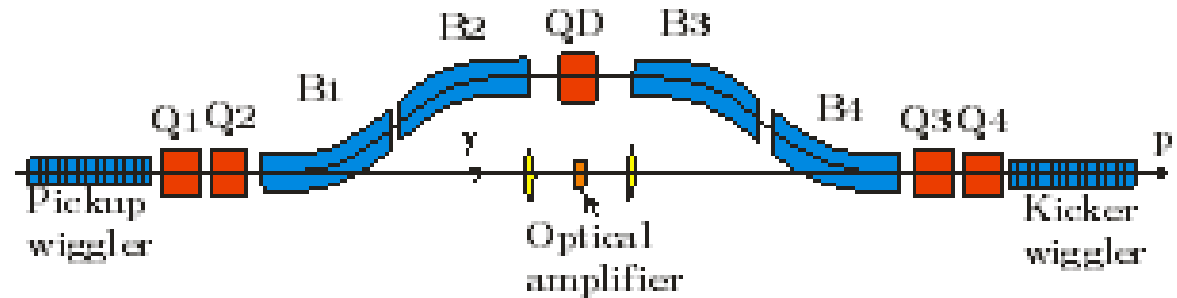 B2 QD B3
B1
B4
Q1 Q2
Q3 Q4
γ
p
Pickup
wiggler
Optical
amplifier
Kicker
wiggler